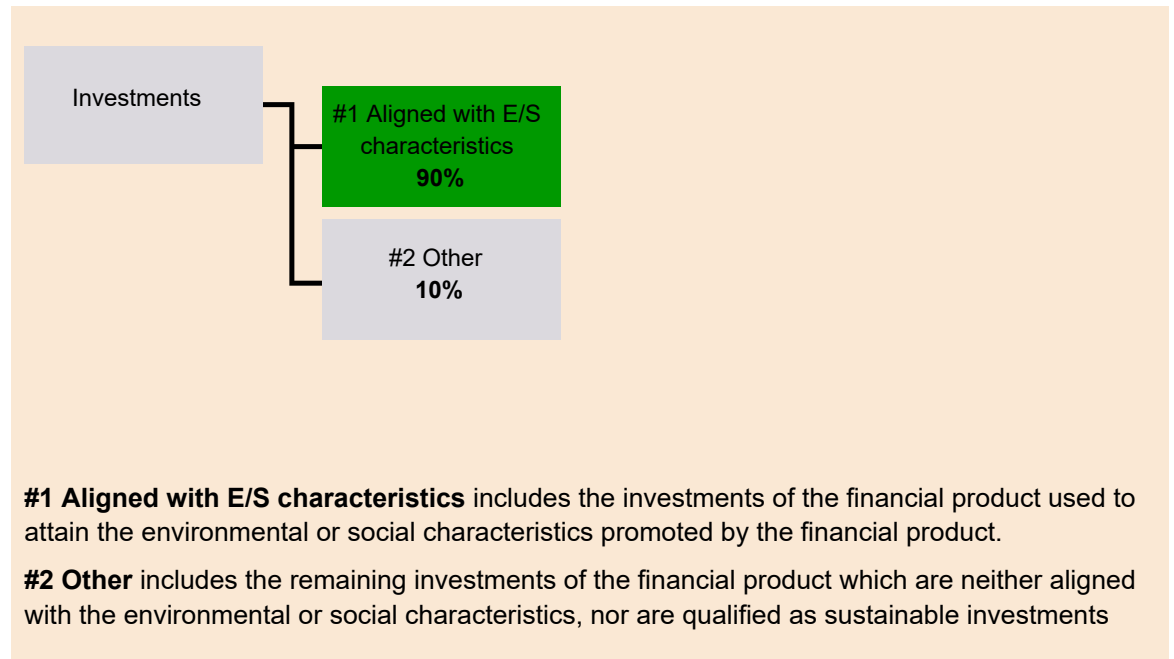 Investments
#1 Aligned with E/S
characteristics
90%
#2 Other
10%
#1 Aligned with E/S characteristics includes the investments of the financial product used to
attain the environmental or social characteristics promoted by the financial product.
#2 Other includes the remaining investments of the financial product which are neither aligned
with the environmental or social characteristics, nor are qualified as sustainable investments